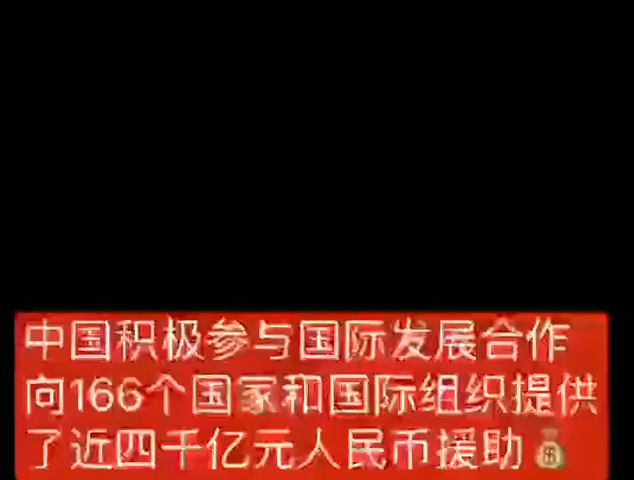 中国积极参与国际发展合作
向166个国家和国际组织提供
了近四千亿元人民币援助💰